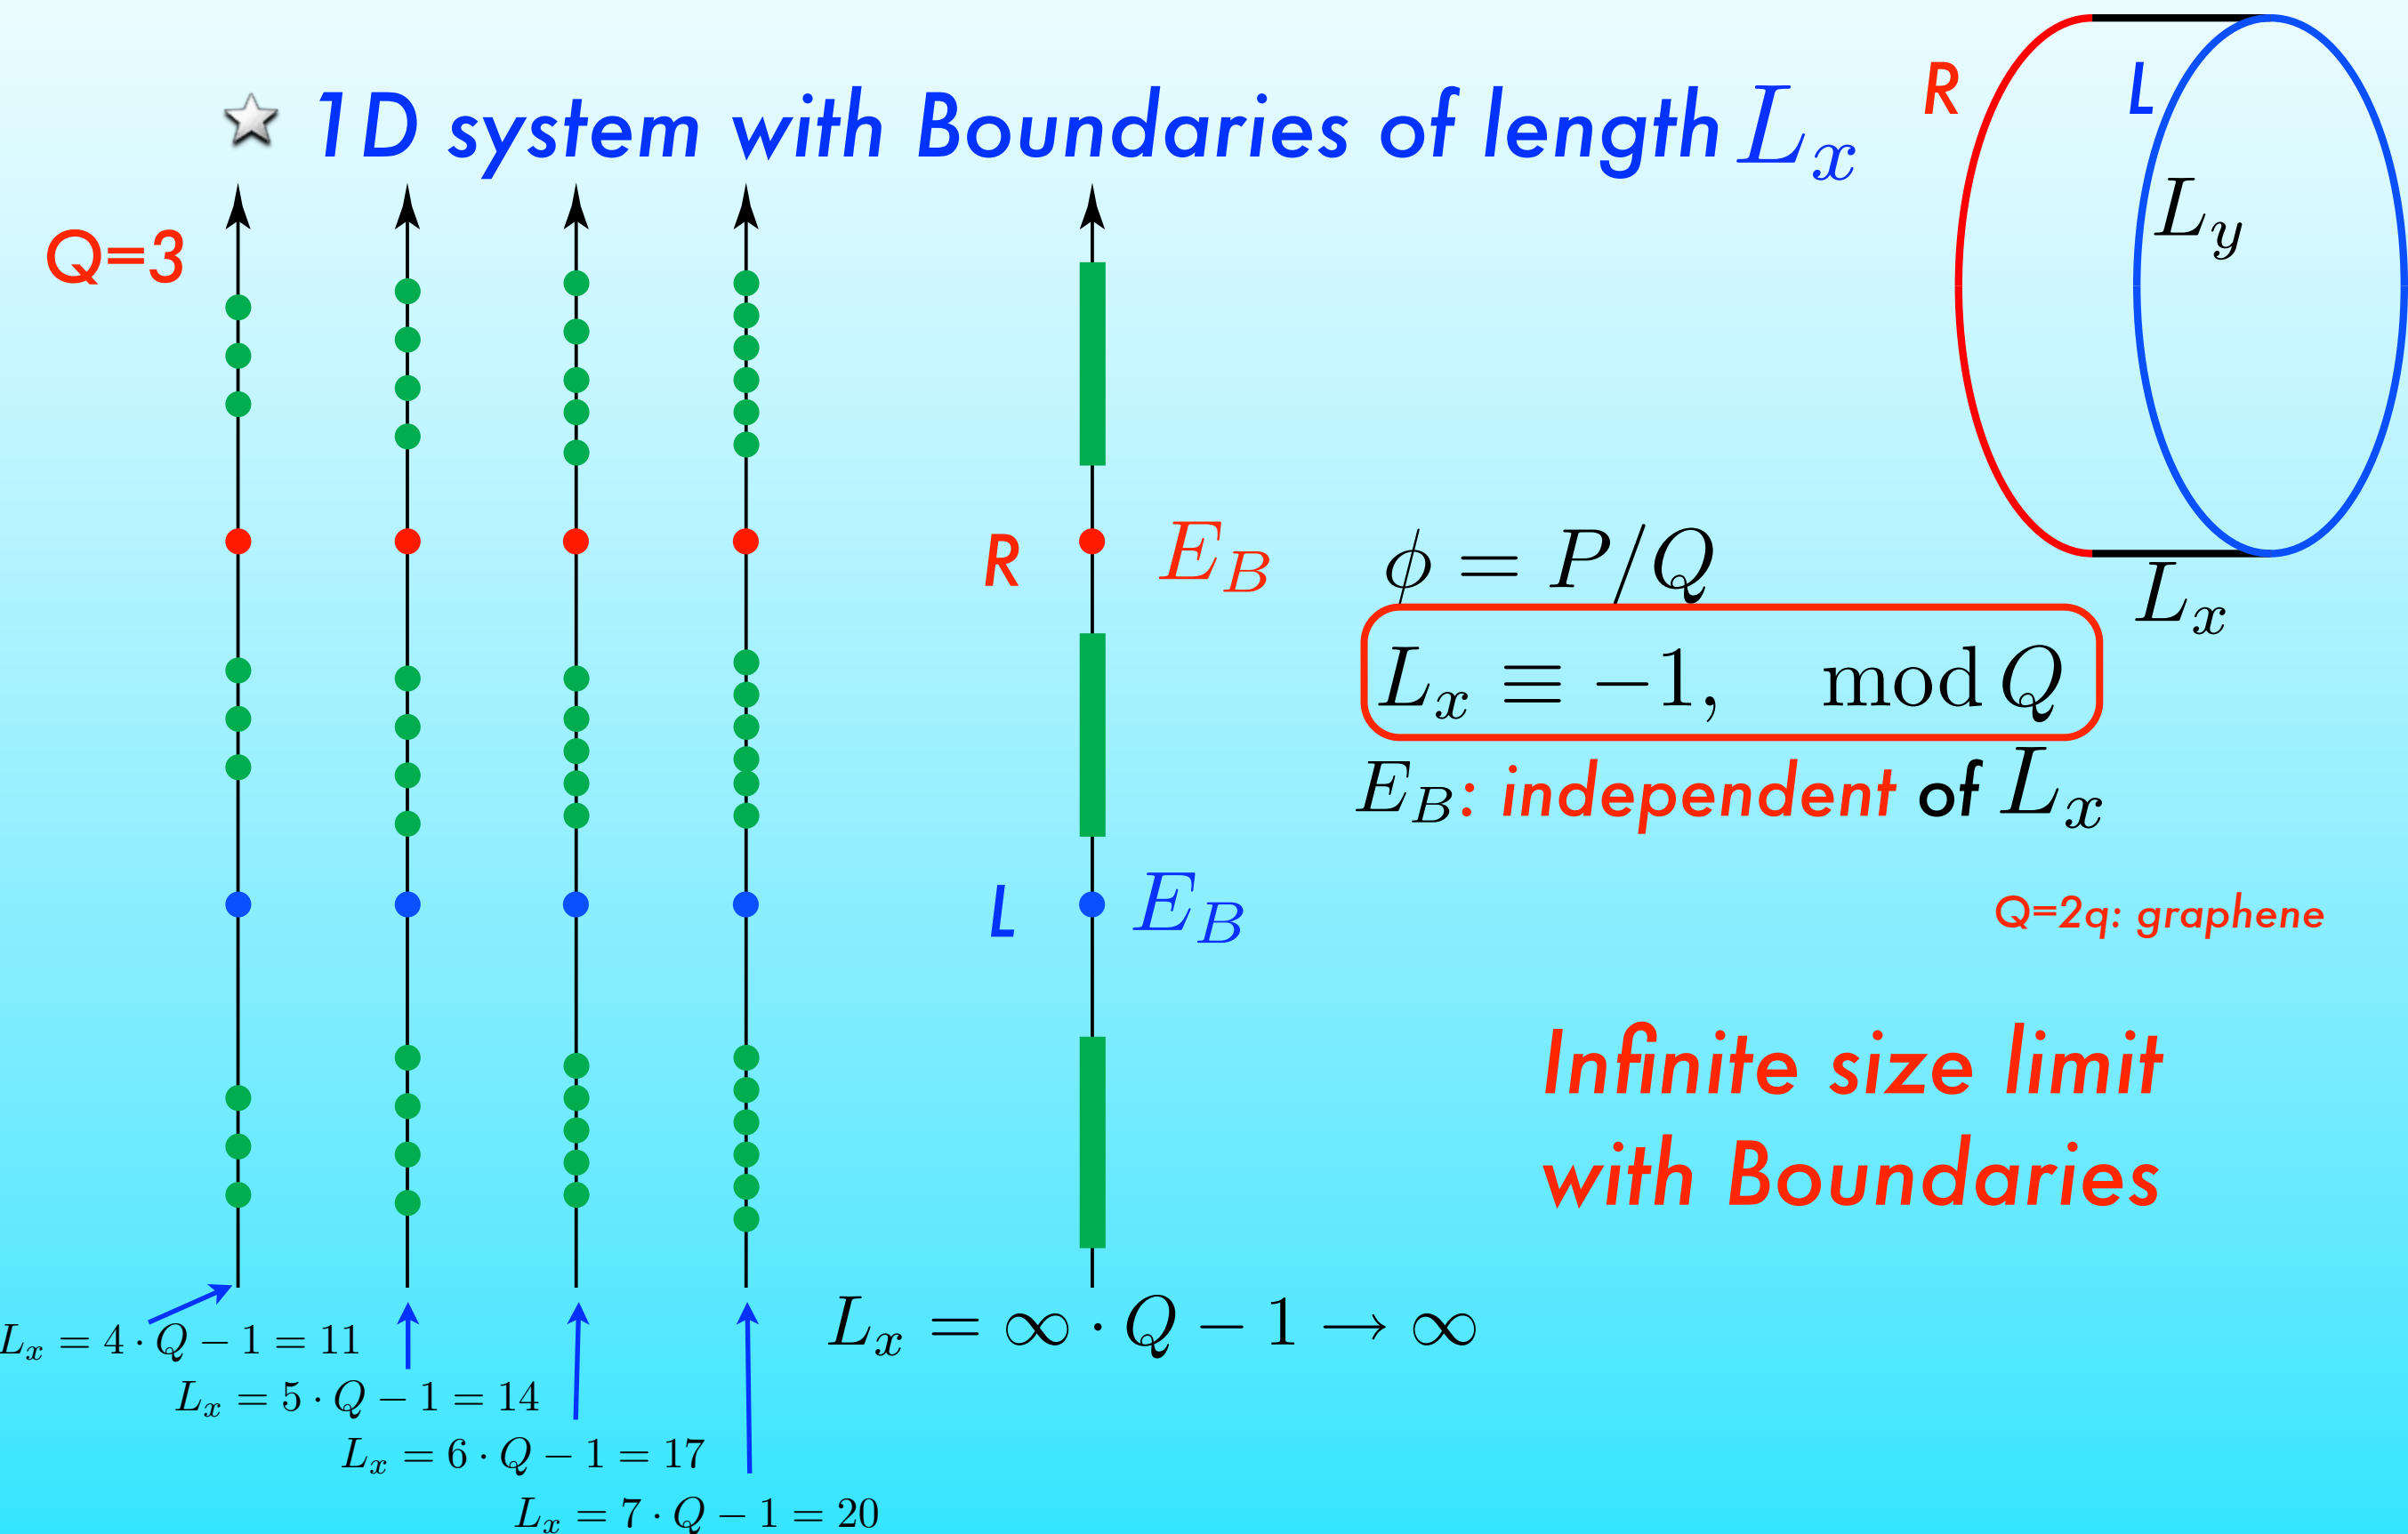 1D system with Boundaries of length L_x
R
L
L_y
Q=3
R
E_B
ϕ = P/Q
L_x
L_x ≡ −1, mod Q
E_B: independent of L_x
L
E_B
Q=2q: graphene
Infinite size limit
with Boundaries
L_x = ∞ · Q − 1 → ∞
L_x = 4 · Q − 1 = 11
L_x = 5 · Q − 1 = 14
L_x = 6 · Q − 1 = 17
L_x = 7 · Q − 1 = 20